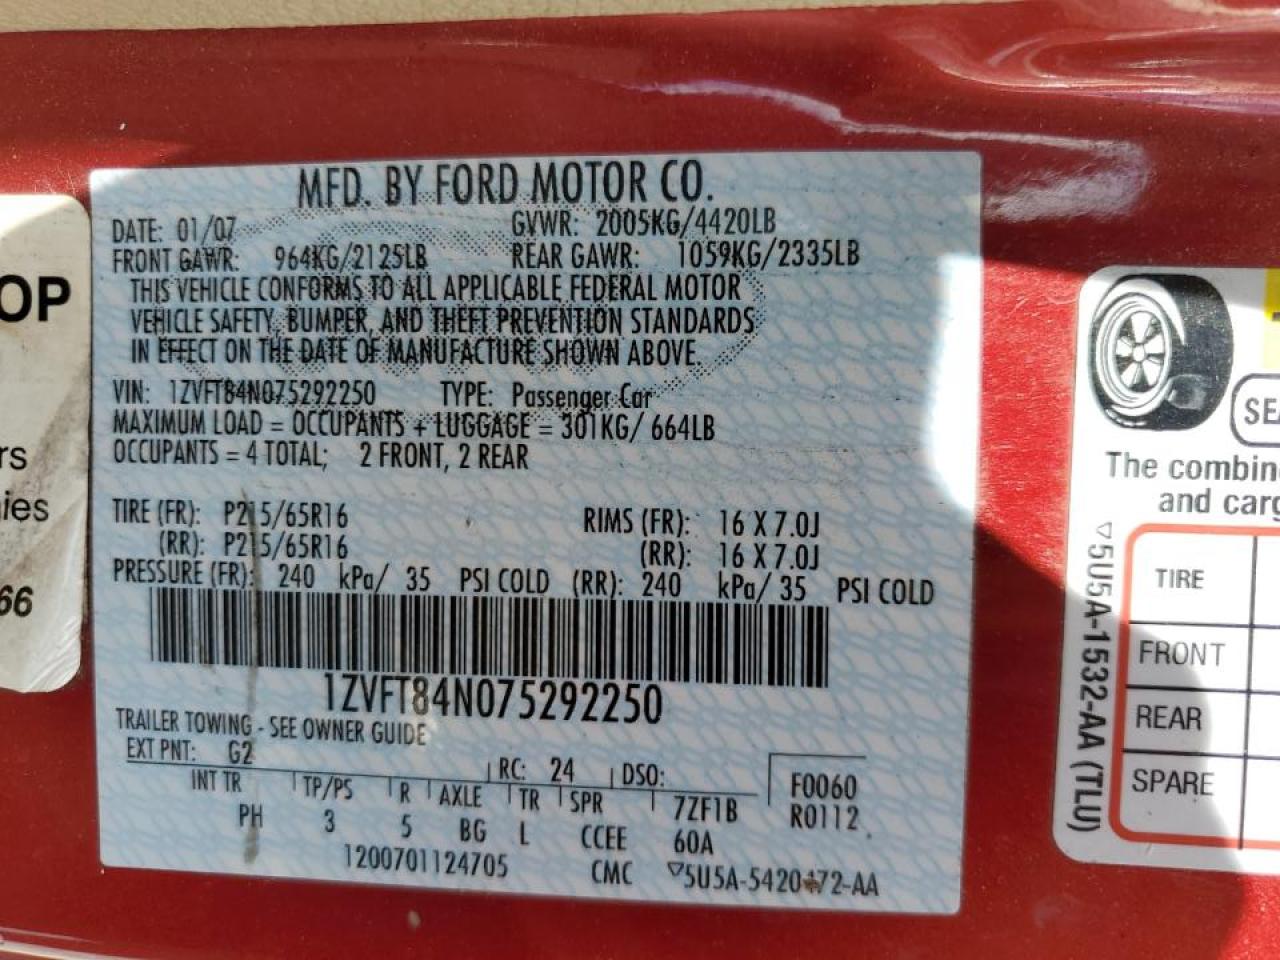 MFD. BY FORD MOTOR CO.
DATE: 01/07 GVWR: 2005KG/4420LB
FRONT GAWR: 964KG/2125LB REAR GAWR: 1059KG/2335LB
THIS VEHICLE CONFORMS TO ALL APPLICABLE FEDERAL MOTOR
VEHICLE SAFETY, BUMPER, AND THEFT PREVENTION STANDARDS
IN EFFECT ON THE DATE OF MANUFACTURE SHOWN ABOVE.
VIN: 1ZVFT84N075292250 TYPE: Passenger Car
MAXIMUM LOAD = OCCUPANTS + LUGGAGE = 301KG/ 664LB
OCCUPANTS = 4 TOTAL; 2 FRONT, 2 REAR
TIRE (FR): P215/65R16 RIMS (FR): 16 X 7.0J
(RR): P215/65R16 (RR): 16 X 7.0J
PRESSURE (FR): 240 kPa/ 35 PSI COLD (RR): 240 kPa/ 35 PSI COLD
1ZVFT84N075292250
TRAILER TOWING - SEE OWNER GUIDE
EXT PNT: G2 RC: 24 DSO: F0060
INT TR TP/PS R AXLE TR SPR 7ZF1B R0112
PH 3 5 BG L CCEE 60A
1200701124705 CMC ▽5U5A-5420472-AA
OP
rs
ies
66
SEA
The combin
and carg
TIRE
FRONT
REAR
SPARE
▽5U5A-1532-AA (TLU)